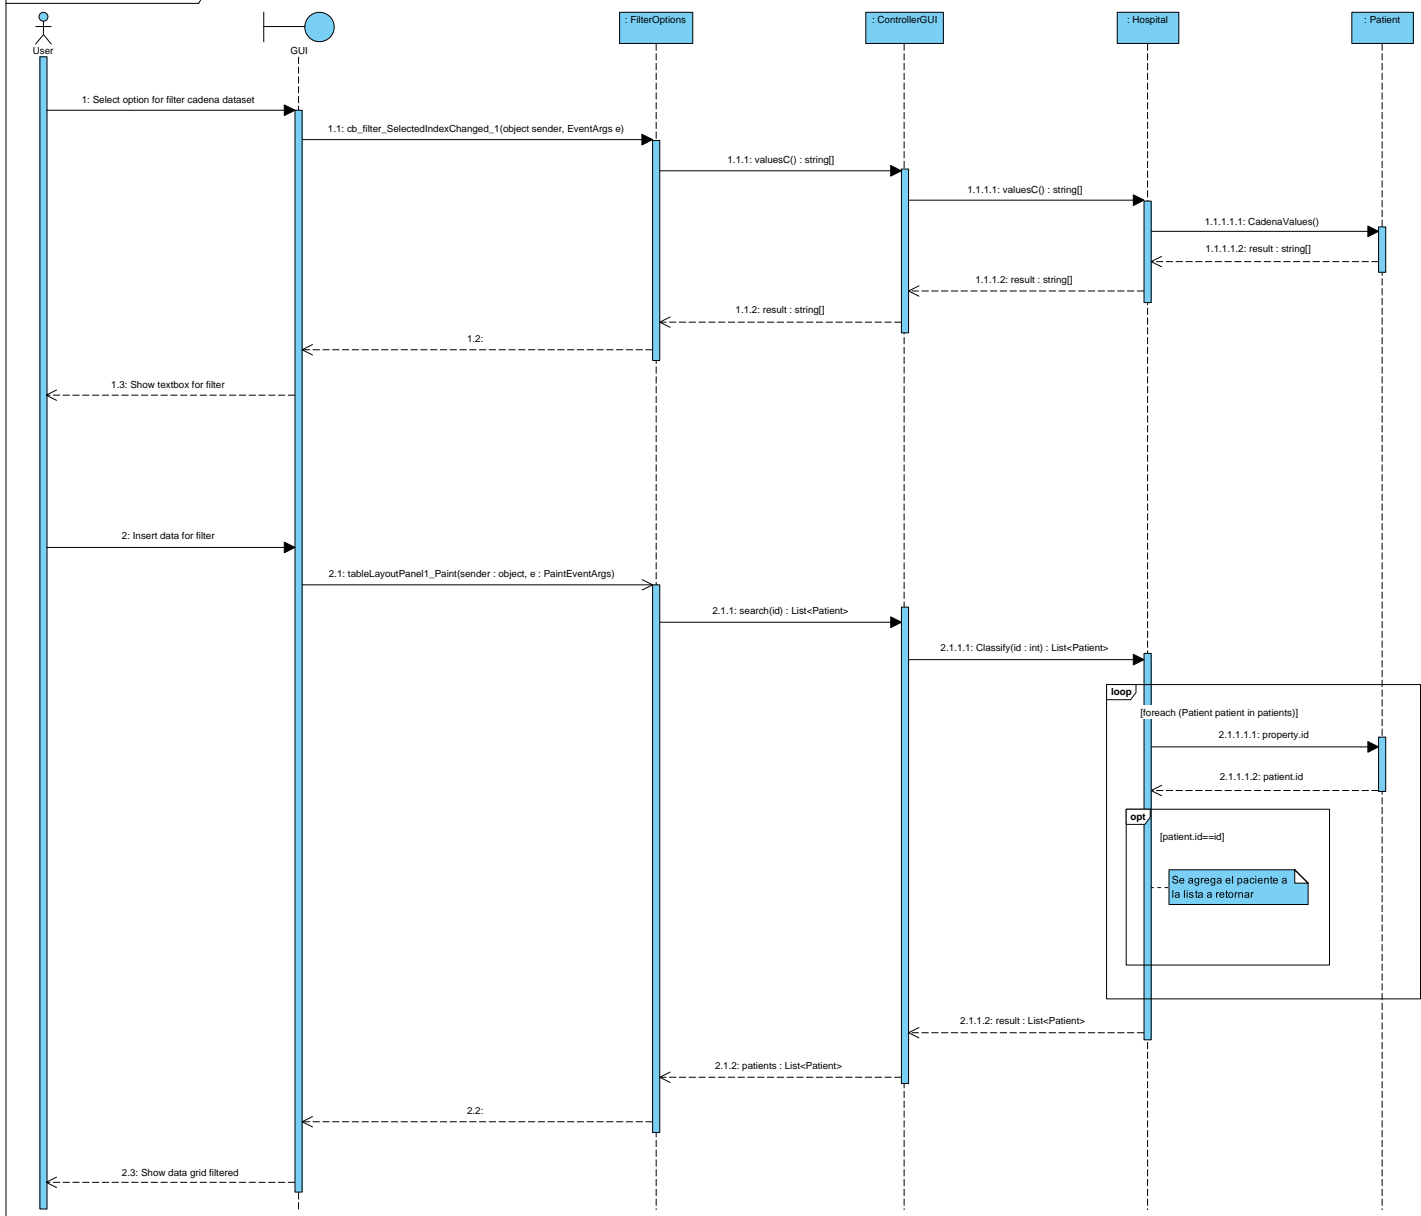 User
GUI
: FilterOptions
: ControllerGUI
: Hospital
: Patient
1: Select option for filter cadena dataset
1.1: cb_filter_SelectedIndexChanged_1(object sender, EventArgs e)
1.1.1: valuesC() : string[]
1.1.1.1: valuesC() : string[]
1.1.1.1.1: CadenaValues()
1.1.1.1.2: result : string[]
1.1.1.2: result : string[]
1.1.2: result : string[]
1.2:
1.3: Show textbox for filter
2: Insert data for filter
2.1: tableLayoutPanel1_Paint(sender : object, e : PaintEventArgs)
2.1.1: search(id) : List<Patient>
2.1.1.1: Classify(id : int) : List<Patient>
loop
[foreach (Patient patient in patients)]
2.1.1.1.1: property.id
2.1.1.1.2: patient.id
opt
[patient.id==id]
Se agrega el paciente a
la lista a retornar
2.1.1.2: result : List<Patient>
2.1.2: patients : List<Patient>
2.2:
2.3: Show data grid filtered